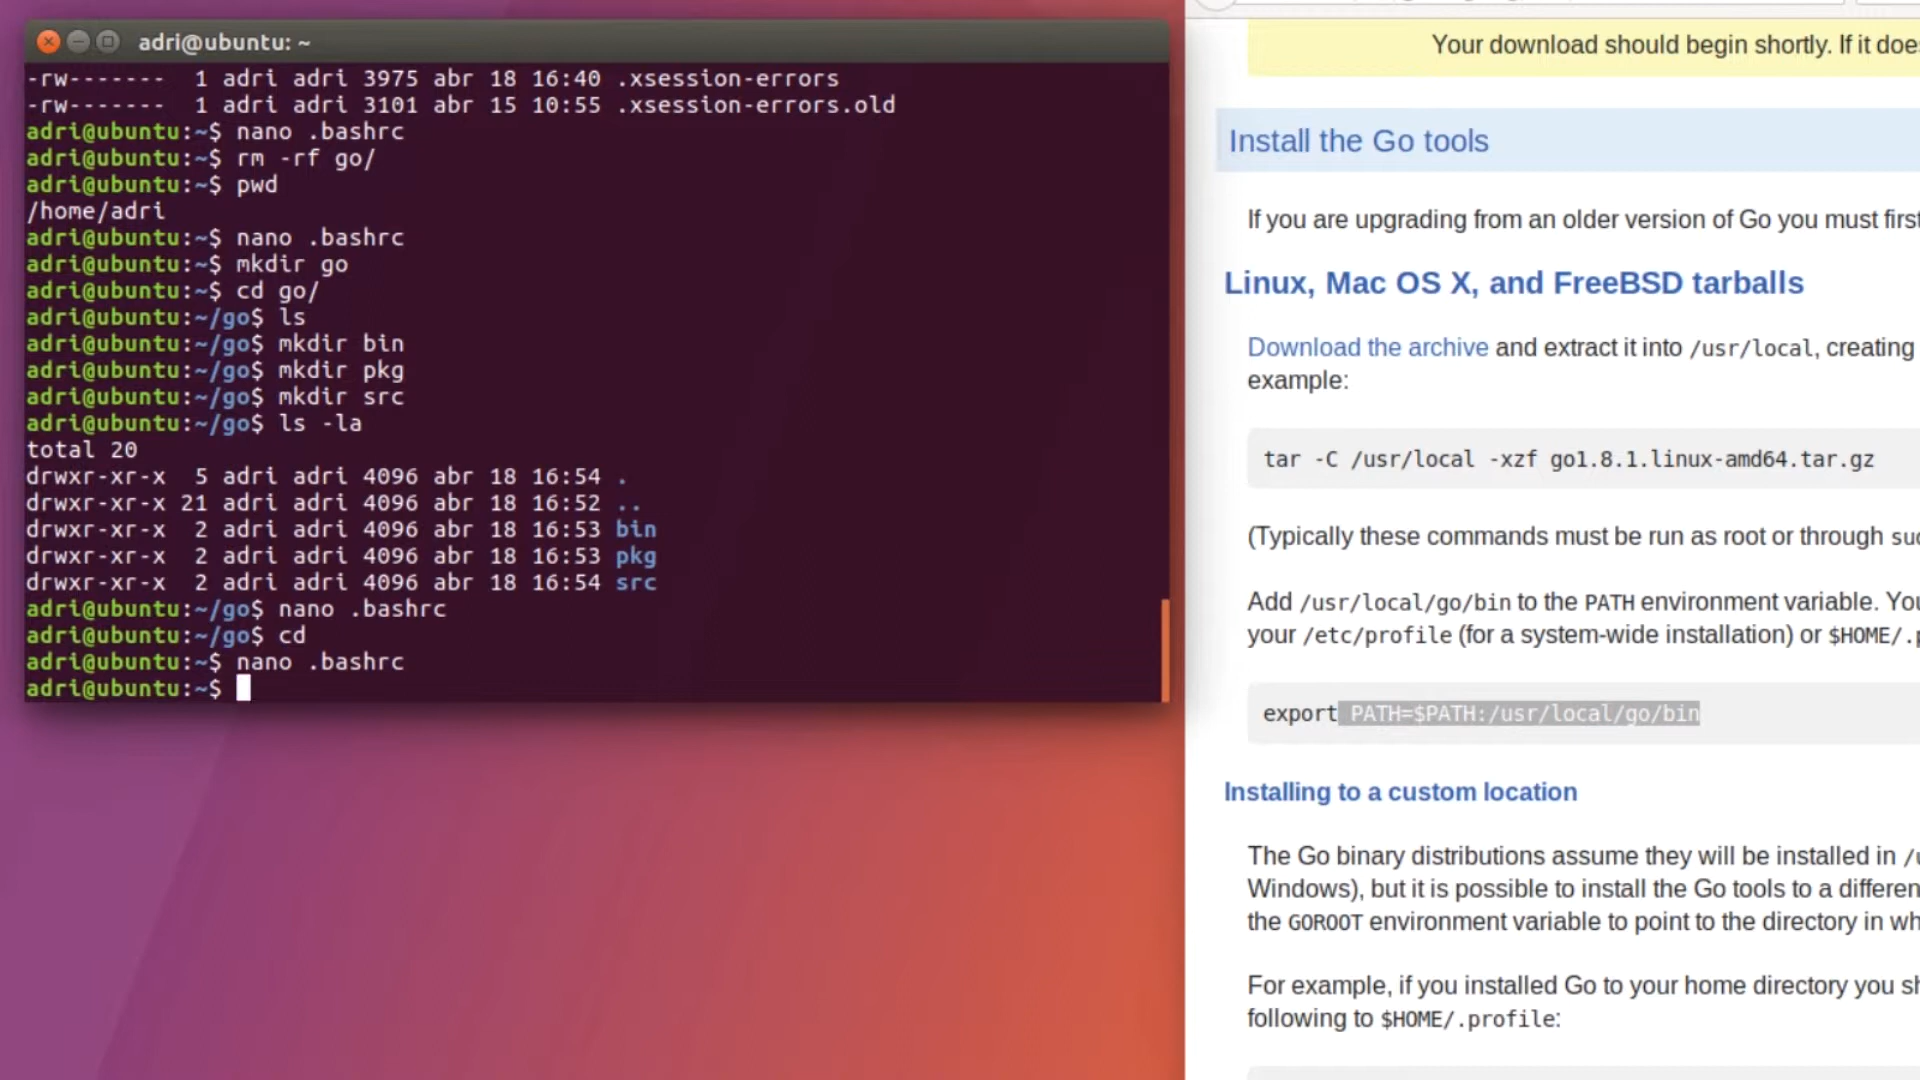 adri@ubuntu: ~
-rw------- 1 adri adri 3975 abr 18 16:40 .xsession-errors
-rw------- 1 adri adri 3101 abr 15 10:55 .xsession-errors.old
adri@ubuntu:~$ nano .bashrc
adri@ubuntu:~$ rm -rf go/
adri@ubuntu:~$ pwd
/home/adri
adri@ubuntu:~$ nano .bashrc
adri@ubuntu:~$ mkdir go
adri@ubuntu:~$ cd go/
adri@ubuntu:~/go$ ls
adri@ubuntu:~/go$ mkdir bin
adri@ubuntu:~/go$ mkdir pkg
adri@ubuntu:~/go$ mkdir src
adri@ubuntu:~/go$ ls -la
total 20
drwxr-xr-x 5 adri adri 4096 abr 18 16:54 .
drwxr-xr-x 21 adri adri 4096 abr 18 16:52 ..
drwxr-xr-x 2 adri adri 4096 abr 18 16:53 bin
drwxr-xr-x 2 adri adri 4096 abr 18 16:53 pkg
drwxr-xr-x 2 adri adri 4096 abr 18 16:54 src
adri@ubuntu:~/go$ nano .bashrc
adri@ubuntu:~/go$ cd
adri@ubuntu:~$ nano .bashrc
adri@ubuntu:~$
Your download should begin shortly. If it doe
Install the Go tools
If you are upgrading from an older version of Go you must first
Linux, Mac OS X, and FreeBSD tarballs
Download the archive and extract it into /usr/local, creating
example:
tar -C /usr/local -xzf go1.8.1.linux-amd64.tar.gz
(Typically these commands must be run as root or through
Add /usr/local/go/bin to the PATH environment variable.
your /etc/profile (for a system-wide installation) or
export PATH=$PATH:/usr/local/go/bin
Installing to a custom location
The Go binary distributions assume they will be installed in
Windows), but it is possible to install the Go tools to a
the GOROOT environment variable to point to the directory in
For example, if you installed Go to your home directory you
following to $HOME/.profile: